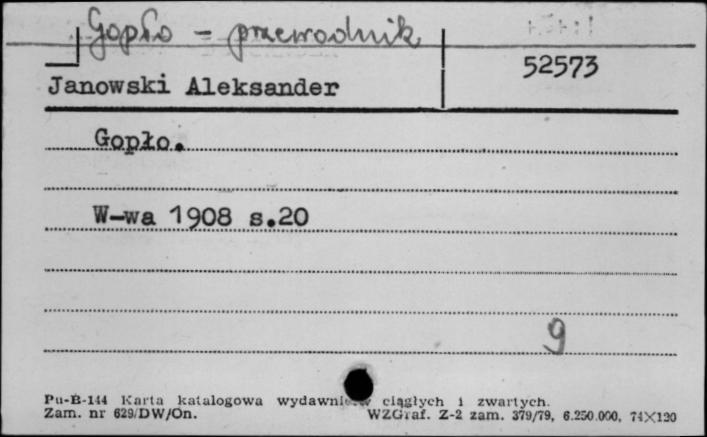 Gopło - przewodnik
52573
Janowski Aleksander
Gopło.
W-wa 1908 s.20
9
Pu-B-144 Karta katalogowa ciągłych i zwartych.
Zam. nr 629/DW/On. WZGraf. Z-2 zam. 379/79, 6.250.000, 74X120